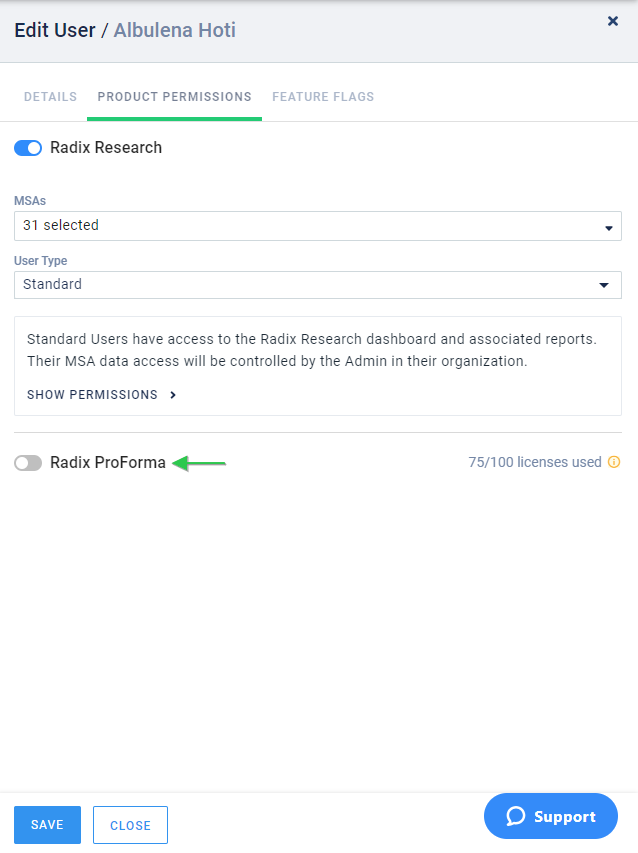 Edit User / Albulena Hoti
DETAILS PRODUCT PERMISSIONS FEATURE FLAGS
Radix Research
MSAs
31 selected
User Type
Standard
Standard Users have access to the Radix Research dashboard and associated reports.
Their MSA data access will be controlled by the Admin in their organization.
SHOW PERMISSIONS
Radix ProForma 75/100 licenses used
SAVE CLOSE Support